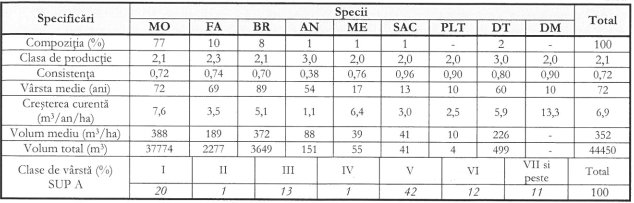 Specificări Specii Total
MO FA BR AN ME SAC PLT DT DM
Compoziția (%) 77 10 8 1 1 1 - 2 - 100
Clasa de producție 2,1 2,3 2,1 3,0 2,0 2,0 2,0 3,0 2,0 2,1
Consistența 0,72 0,74 0,70 0,38 0,76 0,96 0,90 0,80 0,90 0,72
Vârsta medie (ani) 72 69 89 54 17 13 10 60 10 72
Creșterea curentă
(m³/an/ha) 7,6 3,5 5,1 1,1 6,4 3,0 2,5 5,9 13,3 6,9
Volum mediu (m³/ha) 388 189 372 88 39 41 10 226 - 352
Volum total (m³) 37774 2277 3649 151 55 41 4 499 - 44450
Clase de vârstă (%)
SUP A
I II III IV V VI VII si
peste Total
20 1 13 1 42 12 11 100